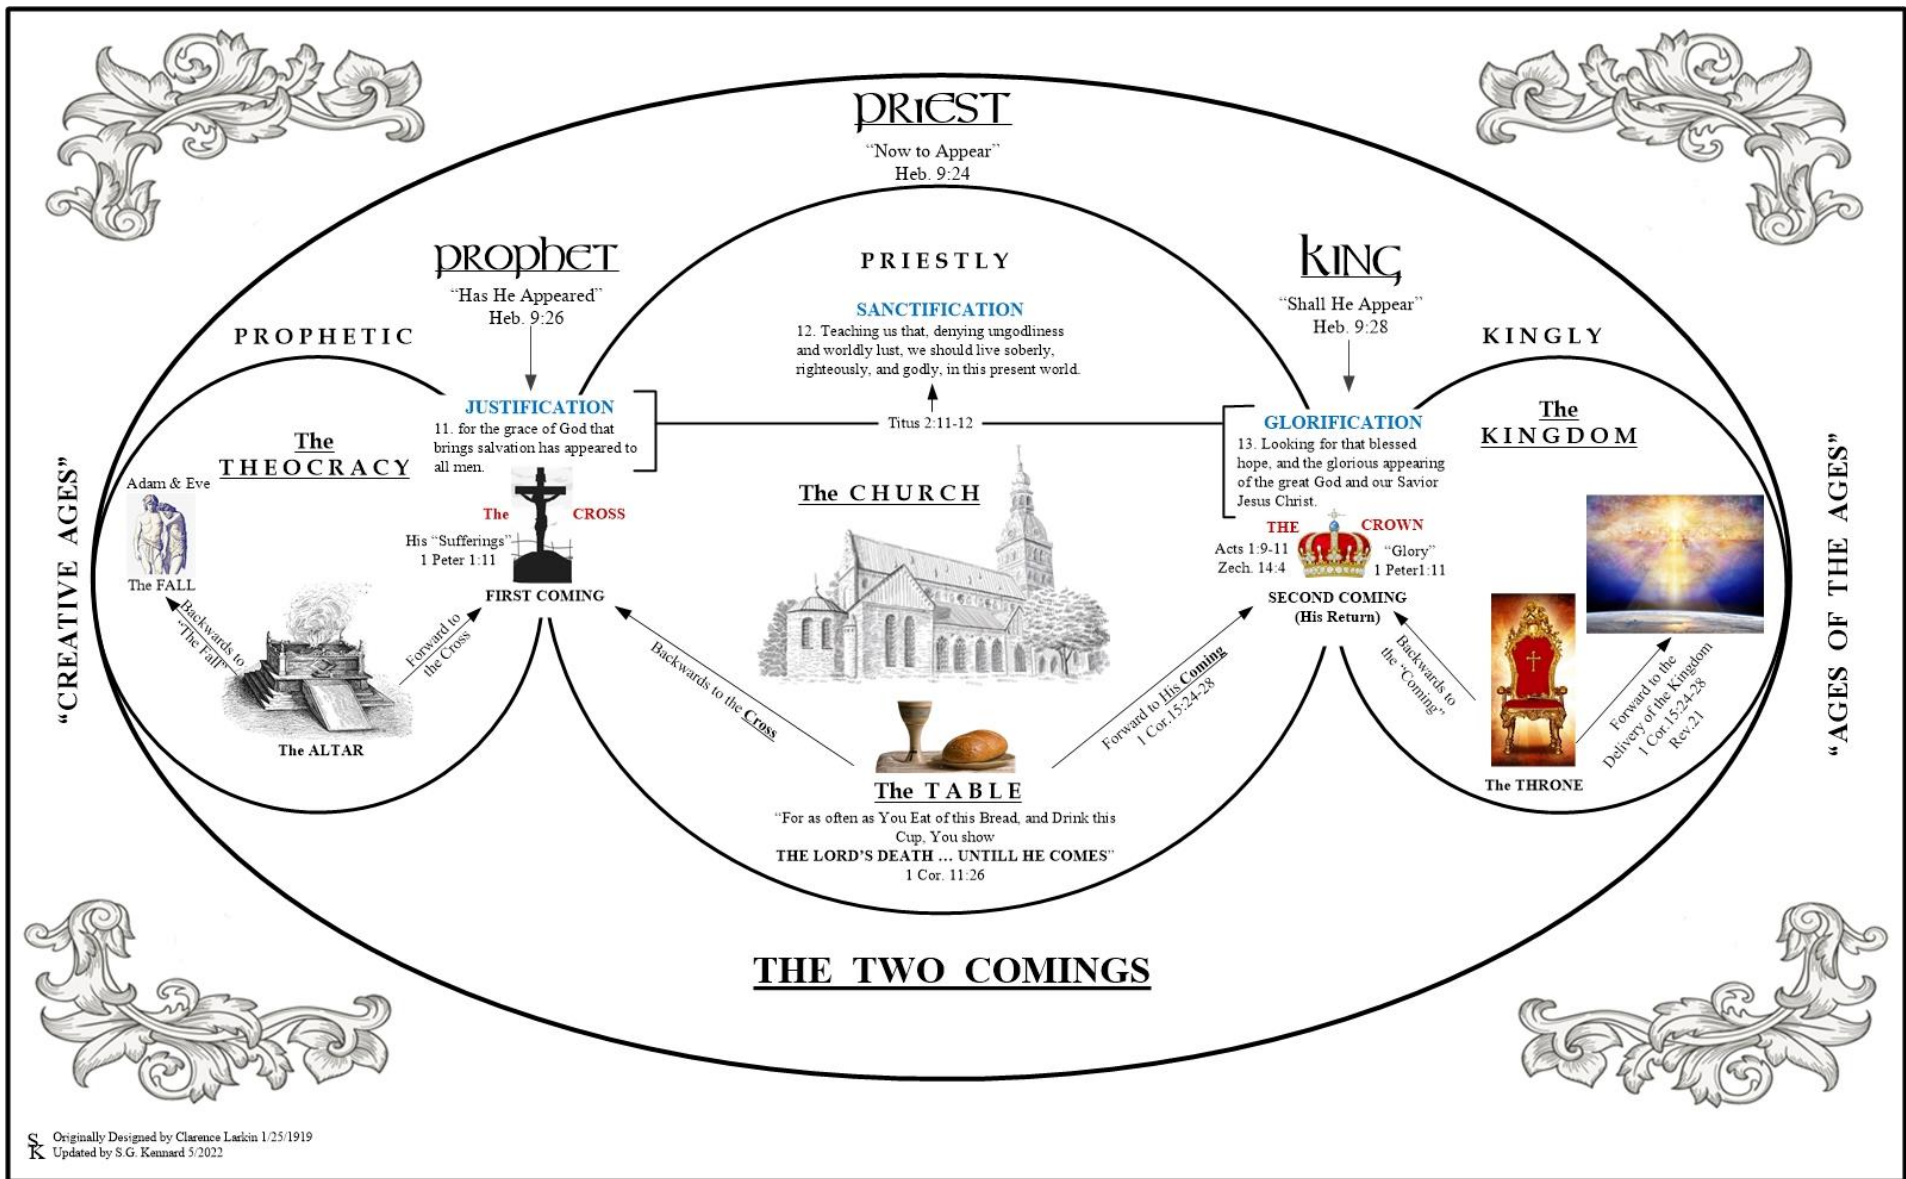 PRIEST
“Now to Appear”
Heb. 9:24
PROPHET
“Has He Appeared”
Heb. 9:26
KING
“Shall He Appear”
Heb. 9:28
PROPHETIC
PRIESTLY
KINGLY
SANCTIFICATION
12. Teaching us that, denying ungodliness
and worldly lust, we should live soberly,
righteously, and godly, in this present world.
Titus 2:11-12
JUSTIFICATION
11. for the grace of God that
brings salvation has appeared to
all men.
GLORIFICATION
13. Looking for that blessed
hope, and the glorious appearing
of the great God and our Savior
Jesus Christ.
“CREATIVE AGES”
The
THEOCRACY
Adam & Eve
The FALL
Backwards to
“The Fall”
The ALTAR
Forward to
the Cross
The CROSS
His “Sufferings”
1 Peter 1:11
FIRST COMING
The CHURCH
Backwards to the Cross
Forward to His Coming
1 Cor.15:24-28
The TABLE
“For as often as You Eat of this Bread, and Drink this
Cup, You show
THE LORD’S DEATH … UNTILL HE COMES”
1 Cor. 11:26
THE CROWN
Acts 1:9-11
Zech. 14:4
“Glory”
1 Peter1:11
SECOND COMING
(His Return)
The
KINGDOM
Backwards to
the “Coming”
The THRONE
Forward to the
Delivery of the Kingdom
1 Cor.15:24-28
Rev.21
“AGES OF THE AGES”
THE TWO COMINGS
SK
Originally Designed by Clarence Larkin 1/25/1919
Updated by S.G. Kennard 5/2022